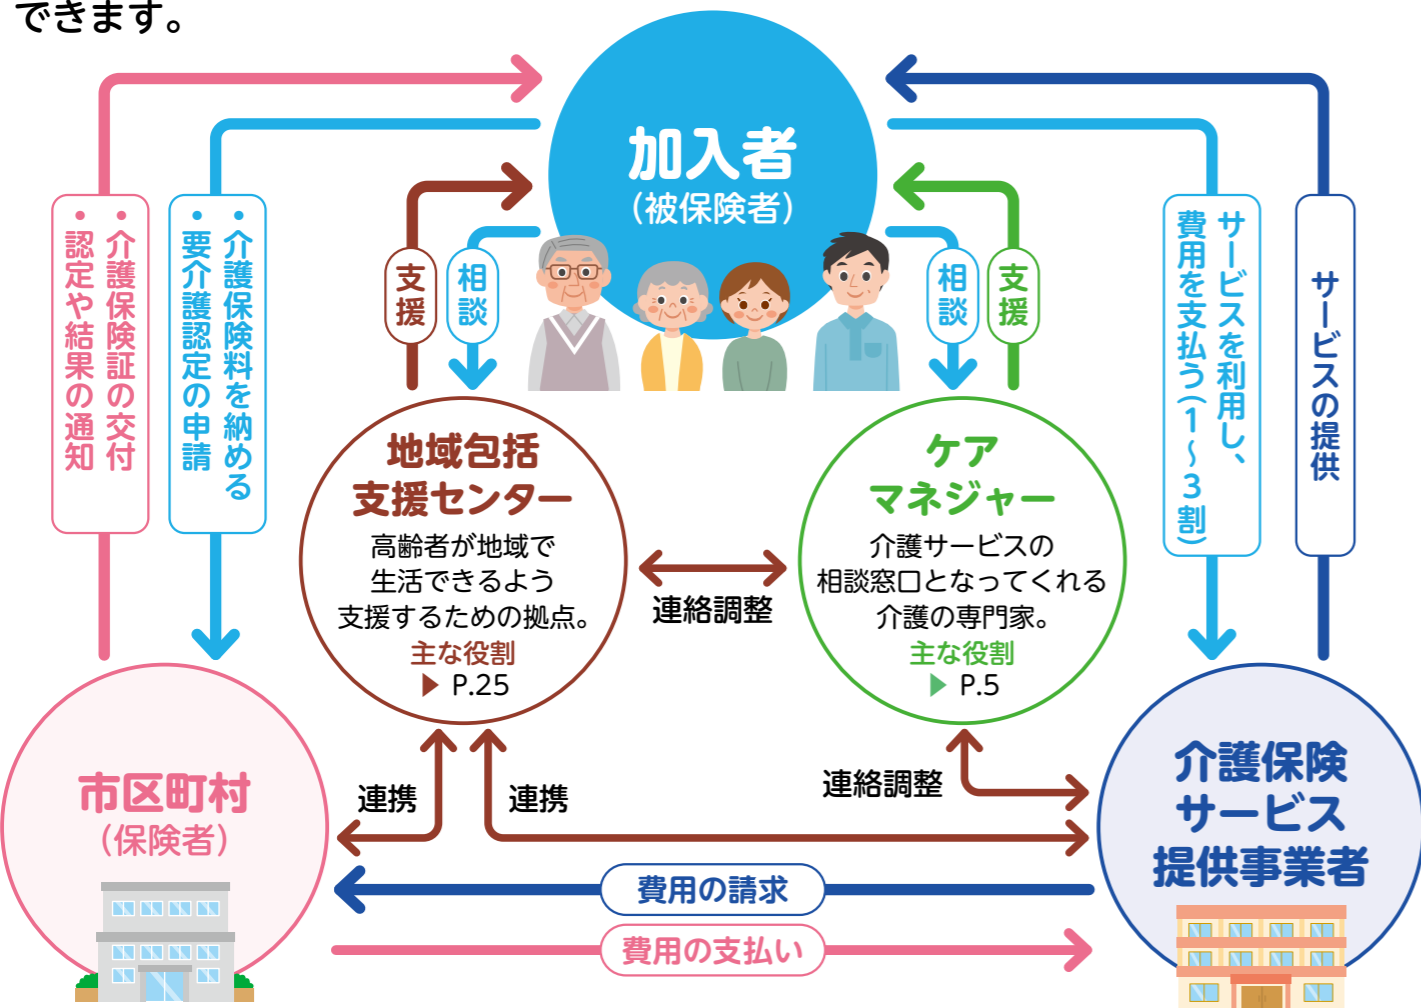 できます。
加入者
（被保険者）
・介護保険証の交付
・認定や結果の通知
・介護保険料を納める
・要介護認定の申請
支援
相談
相談
支援
サービスを利用し、
費用を支払う（1～3割）
サービスの提供
地域包括
支援センター
高齢者が地域で
生活できるよう
支援するための拠点。
主な役割
▶ P.25
連絡調整
ケア
マネジャー
介護サービスの
相談窓口となってくれる
介護の専門家。
主な役割
▶ P.5
市区町村
（保険者）
連携
連携
連絡調整
介護保険
サービス
提供事業者
費用の請求
費用の支払い